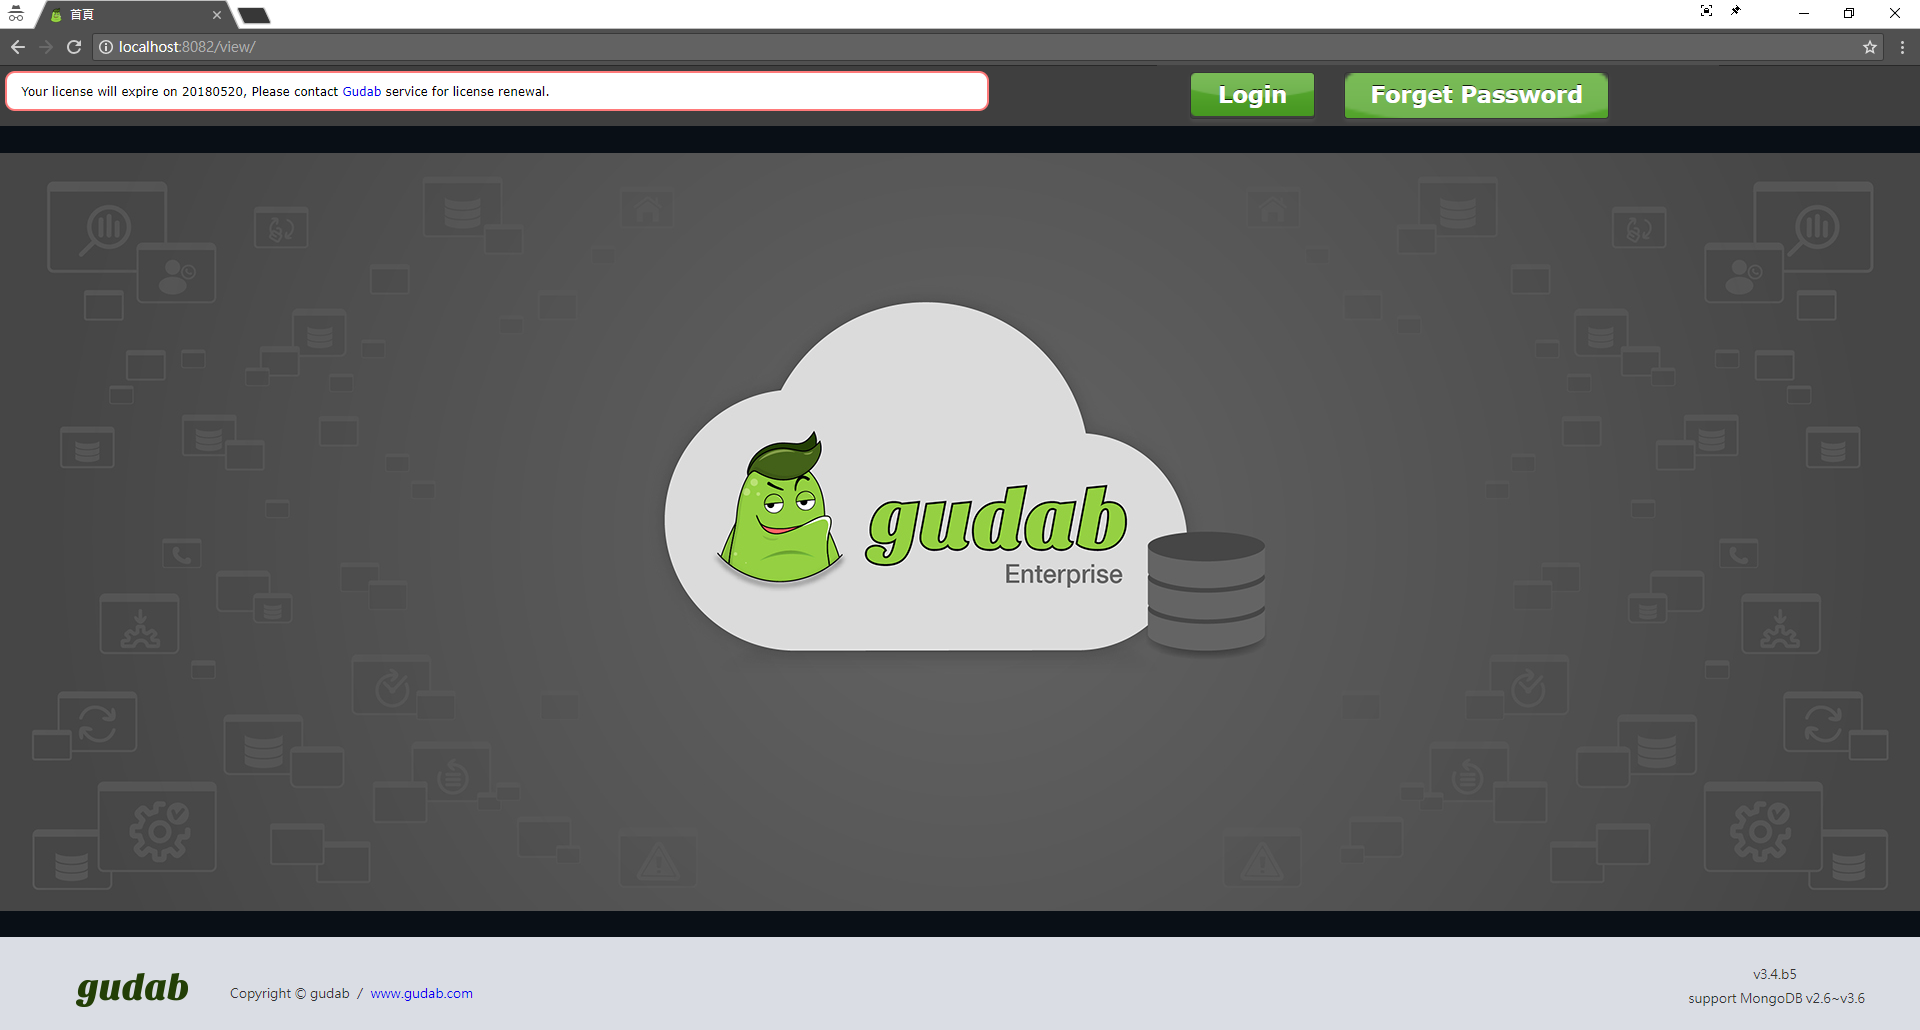 首頁
localhost:8082/view/
Your license will expire on 20180520, Please contact Gudab service for license renewal.
Login
Forget Password
gudab
Enterprise
gudab
Copyright © gudab / www.gudab.com
v3.4.b5
support MongoDB v2.6~v3.6